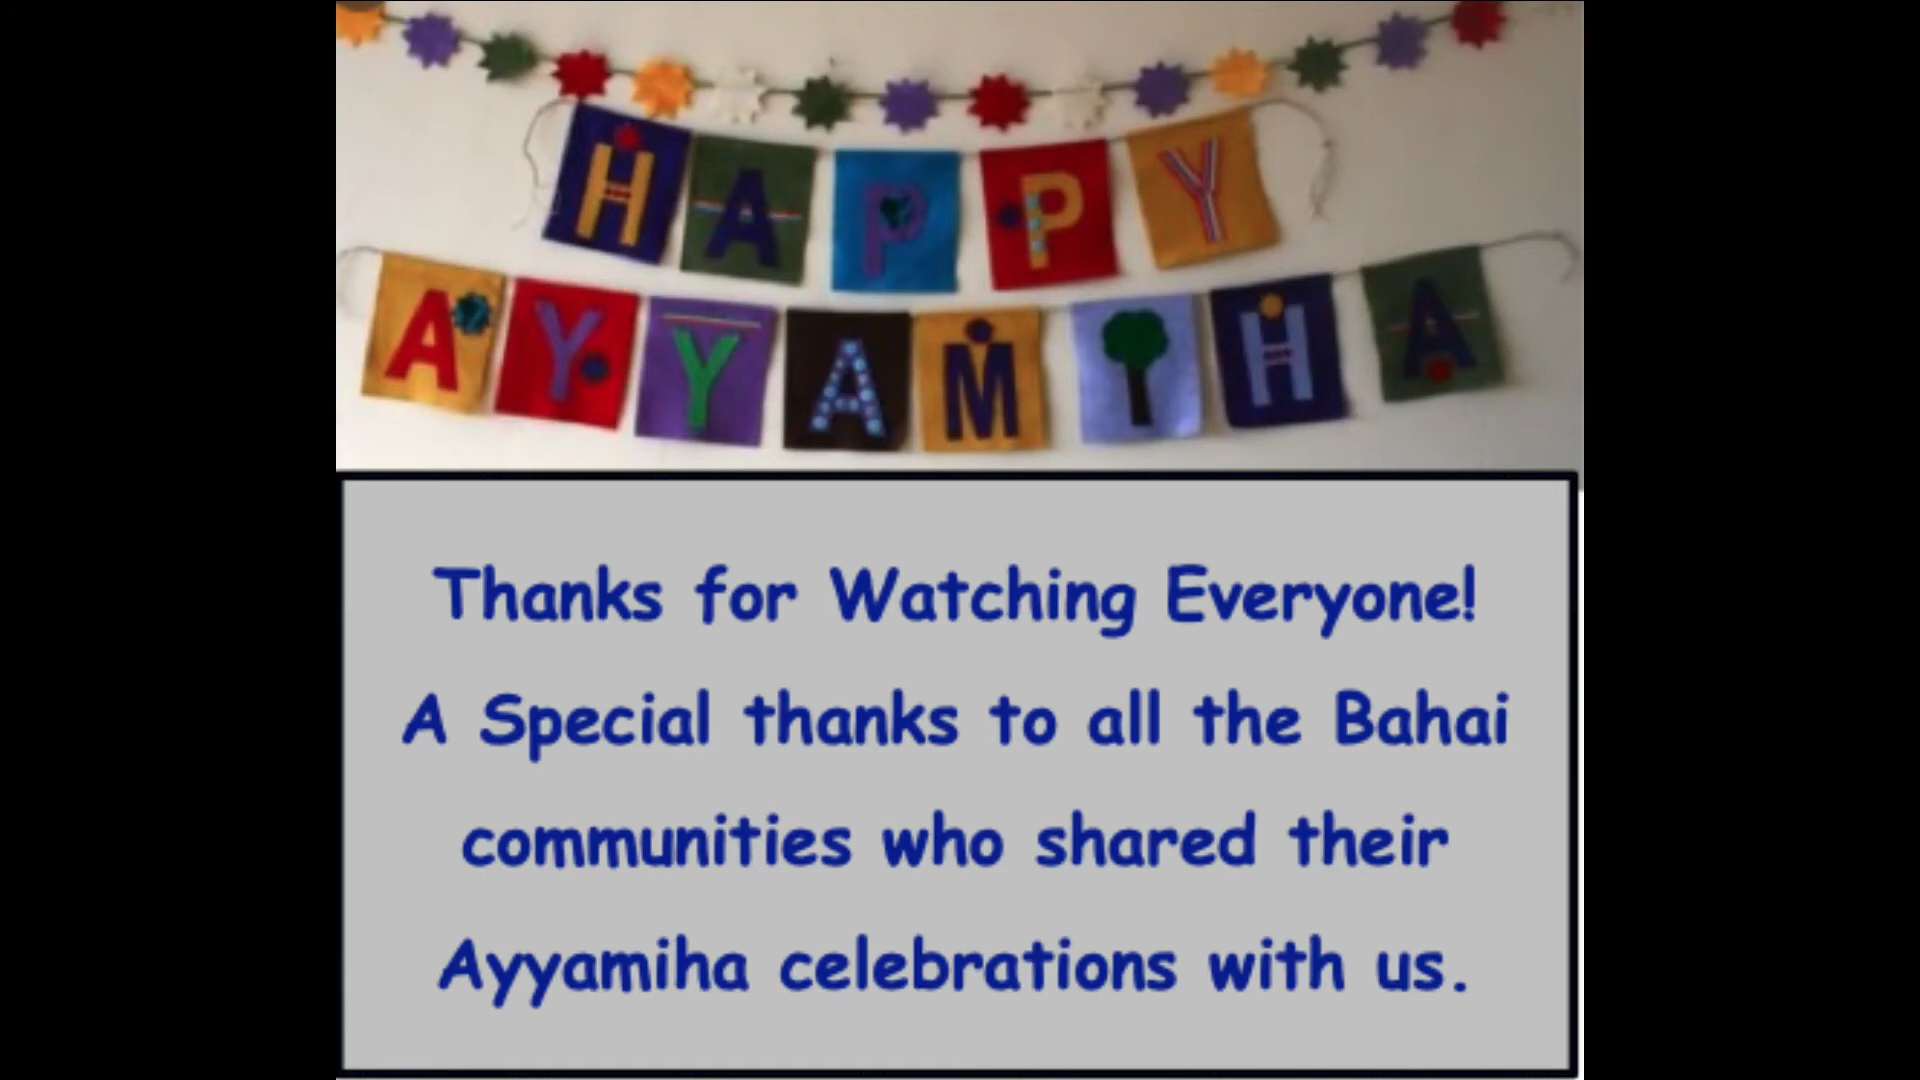 HAPPY
AYYAMIHA
Thanks for Watching Everyone!
A Special thanks to all the Bahai
communities who shared their
Ayyamiha celebrations with us.